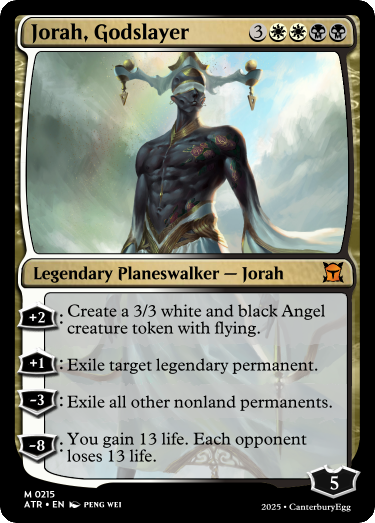 Jorah, Godslayer 3
Legendary Planeswalker — Jorah
+2: Create a 3/3 white and black Angel
creature token with flying.
+1: Exile target legendary permanent.
-3: Exile all other nonland permanents.
-8: You gain 13 life. Each opponent
loses 13 life.
5
M 0215
ATR • EN PENG WEI
2025 • CanterburyEgg